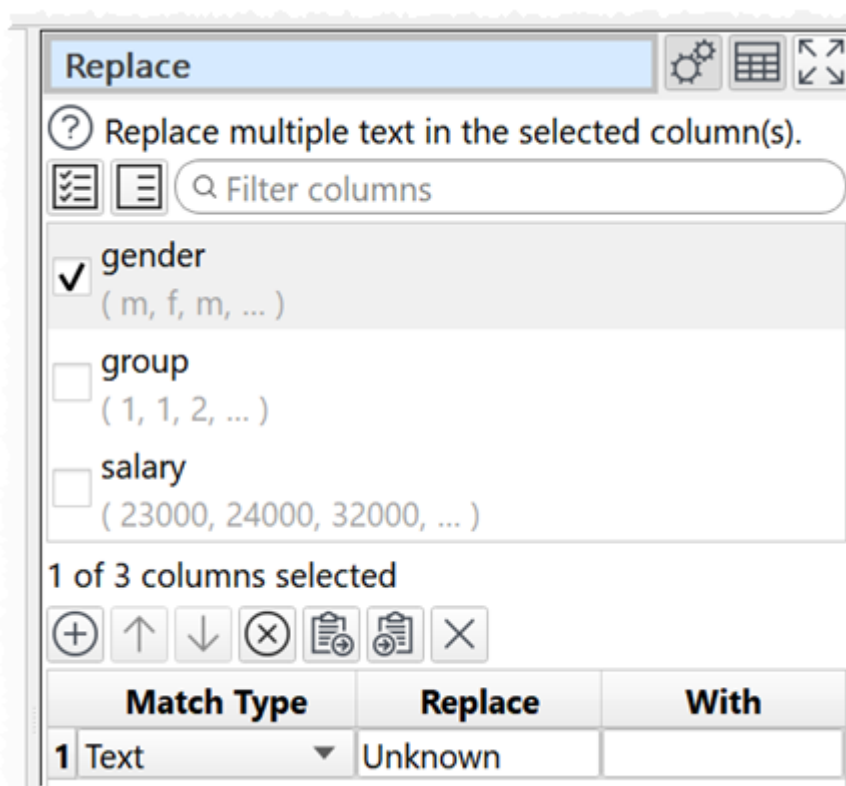 Replace
Replace multiple text in the selected column(s).
Filter columns
gender
( m, f, m, ... )
group
( 1, 1, 2, ... )
salary
( 23000, 24000, 32000, ... )
1 of 3 columns selected
Match Type Replace With
1 Text Unknown